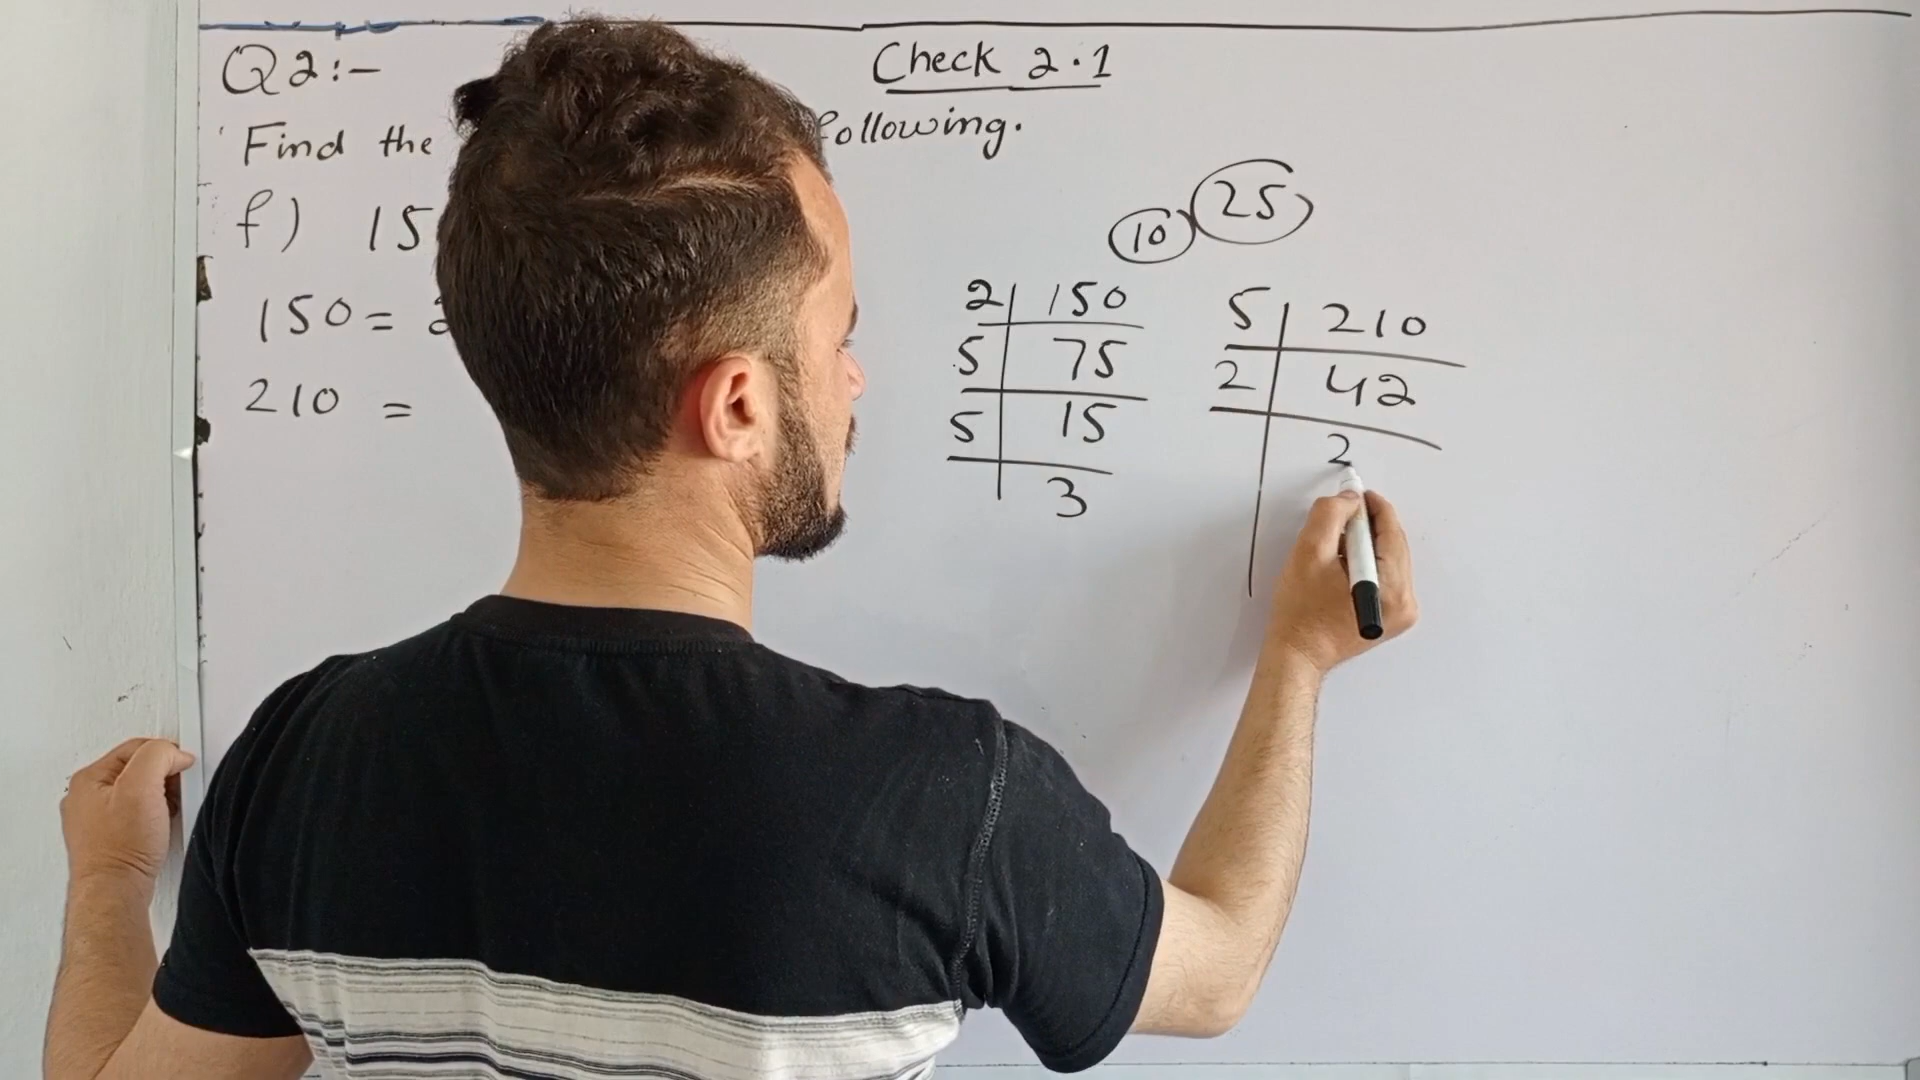 Q2:-
Check 2.1
Find the following.
f) 15
150 =
210 =
10 25
2 | 150
5 | 75
5 | 15
3
5 | 210
2 | 42
2